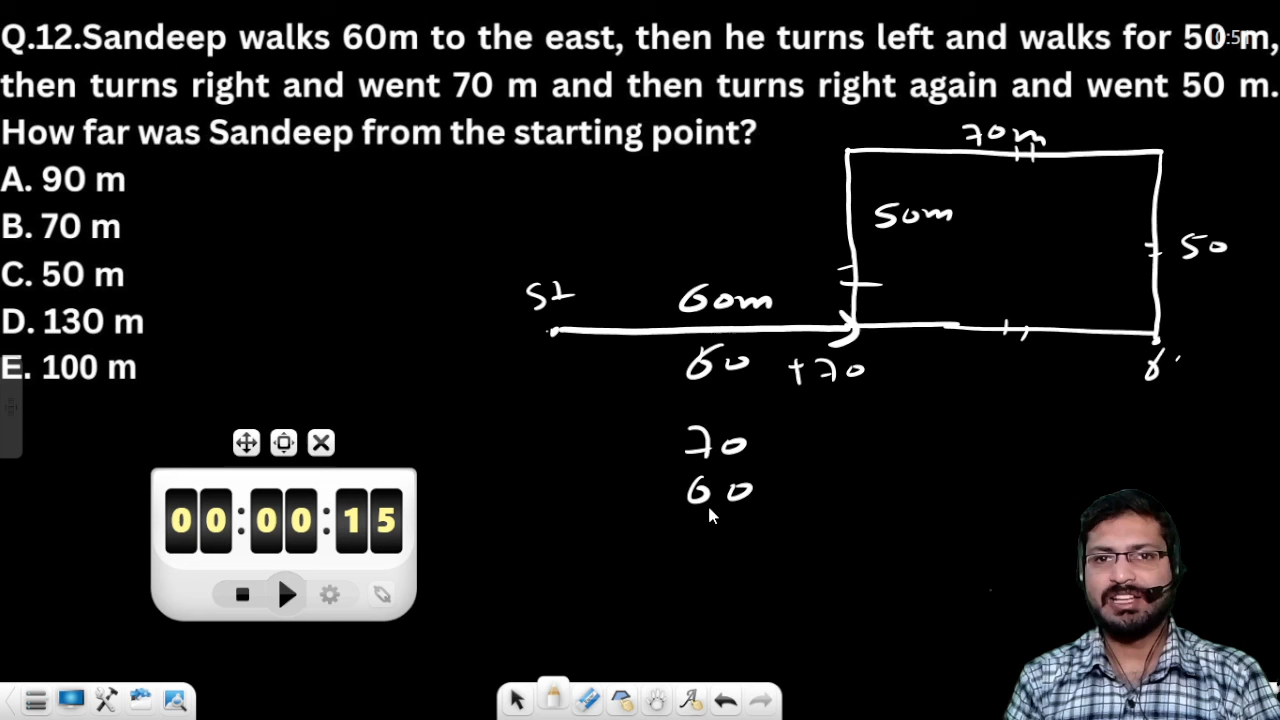 Q.12.Sandeep walks 60m to the east, then he turns left and walks for 50 m,
then turns right and went 70 m and then turns right again and went 50 m.
How far was Sandeep from the starting point?
A. 90 m
B. 70 m
C. 50 m
D. 130 m
E. 100 m
70m
50m
50
St
60m
60 +70
70
60
00:00:15